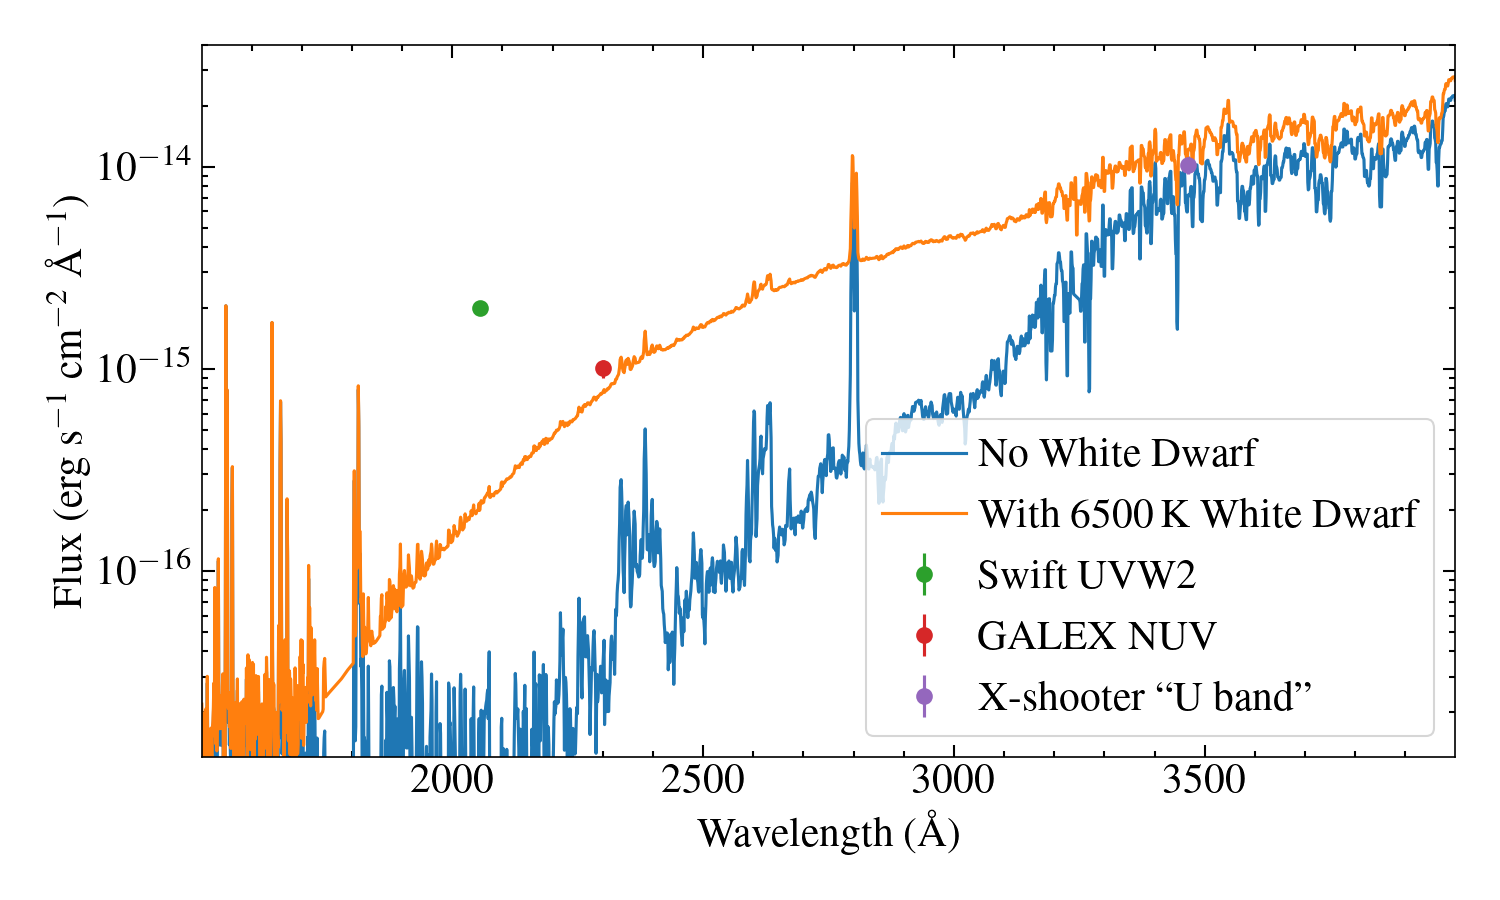 Flux (erg s⁻¹ cm⁻² Å⁻¹)
10⁻¹⁴
10⁻¹⁵
10⁻¹⁶
No White Dwarf
With 6500 K White Dwarf
Swift UVW2
GALEX NUV
X-shooter “U band”
2000 2500 3000 3500
Wavelength (Å)